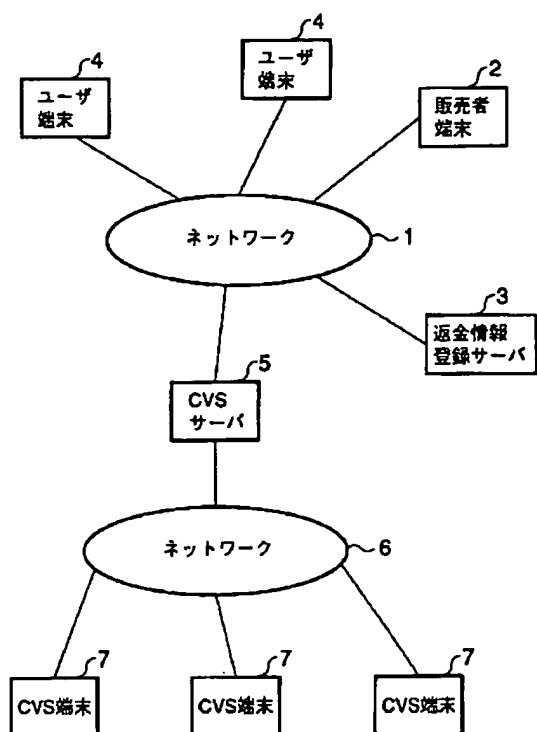 4
ユーザ
端末
4
ユーザ
端末
2
販売者
端末
ネットワーク
1
3
返金情報
登録サーバ
5
CVS
サーバ
ネットワーク
6
7
CVS端末
7
CVS端末
7
CVS端末